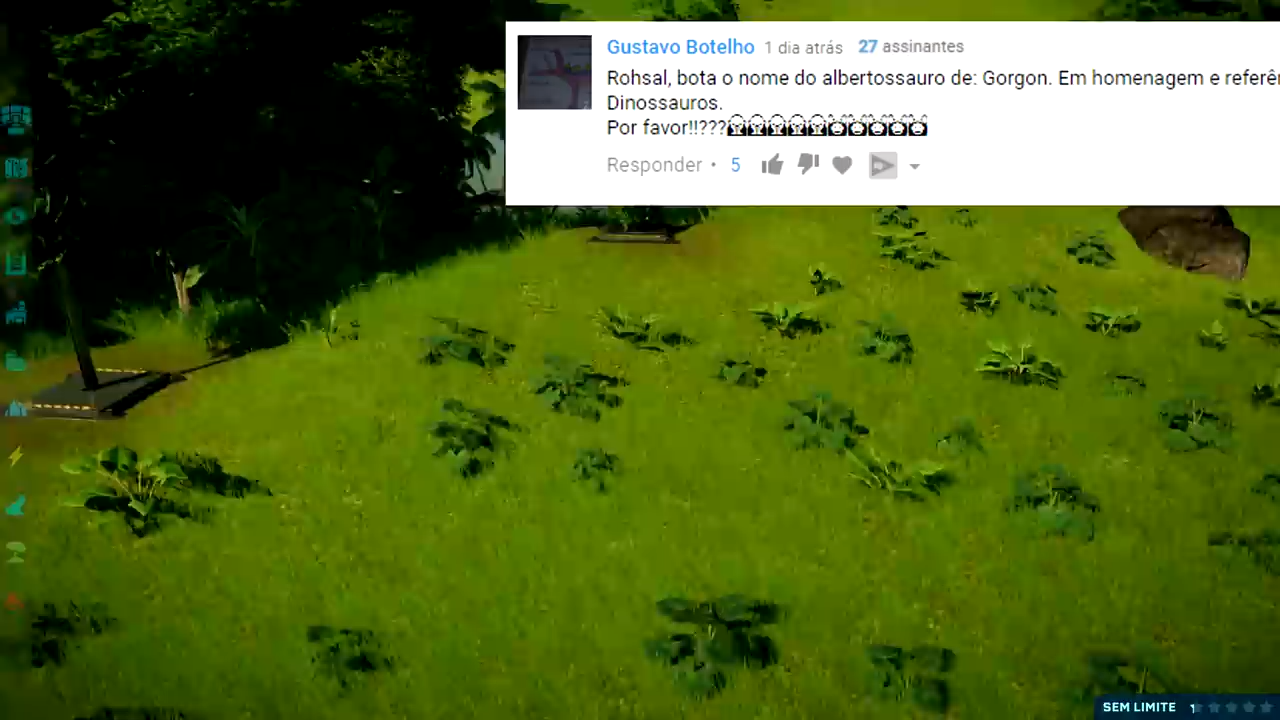 Gustavo Botelho 1 dia atrás 27 assinantes
Rohsal, bota o nome do albertossauro de: Gorgon. Em homenagem e
Dinossauros.
Por favor!!???
Responder • 5
SEM LIMITE